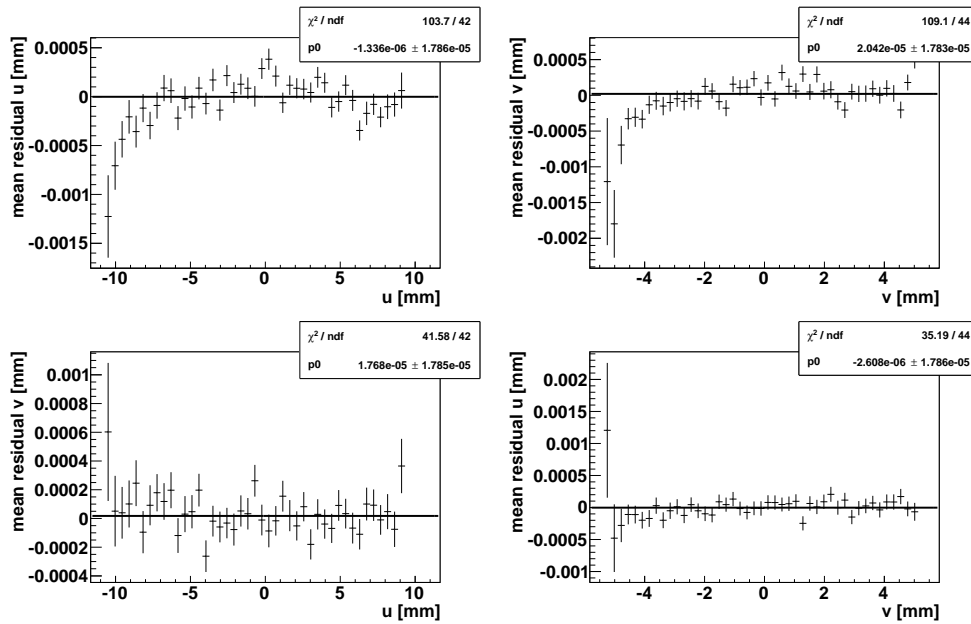 χ² / ndf 103.7 / 42
p0 -1.336e-06 ± 1.786e-05
mean residual u [mm]
0.0005
0
-0.0005
-0.001
-0.0015
-10 -5 0 5 10
u [mm]
χ² / ndf 109.1 / 44
p0 2.042e-05 ± 1.783e-05
mean residual v [mm]
0.0005
0
-0.0005
-0.001
-0.0015
-0.002
-4 -2 0 2 4
v [mm]
χ² / ndf 41.58 / 42
p0 1.768e-05 ± 1.785e-05
mean residual v [mm]
0.001
0.0008
0.0006
0.0004
0.0002
0
-0.0002
-0.0004
-10 -5 0 5 10
u [mm]
χ² / ndf 35.19 / 44
p0 -2.608e-06 ± 1.786e-05
mean residual u [mm]
0.002
0.0015
0.001
0.0005
0
-0.0005
-0.001
-4 -2 0 2 4
v [mm]